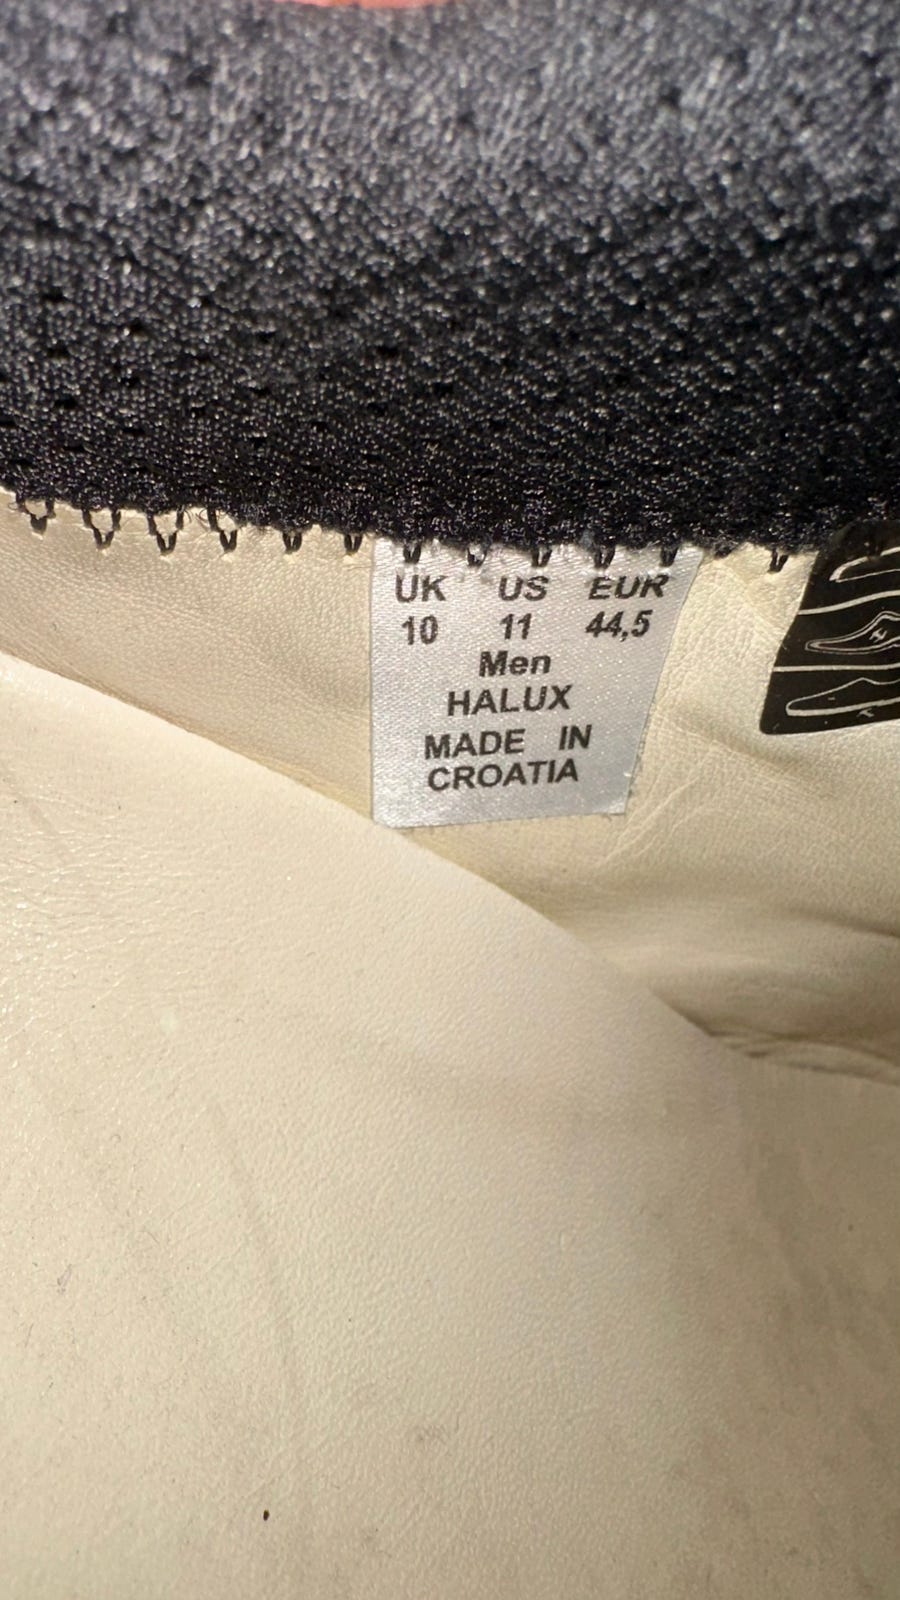 UK US EUR
10 11 44,5
Men
HALUX
MADE IN
CROATIA